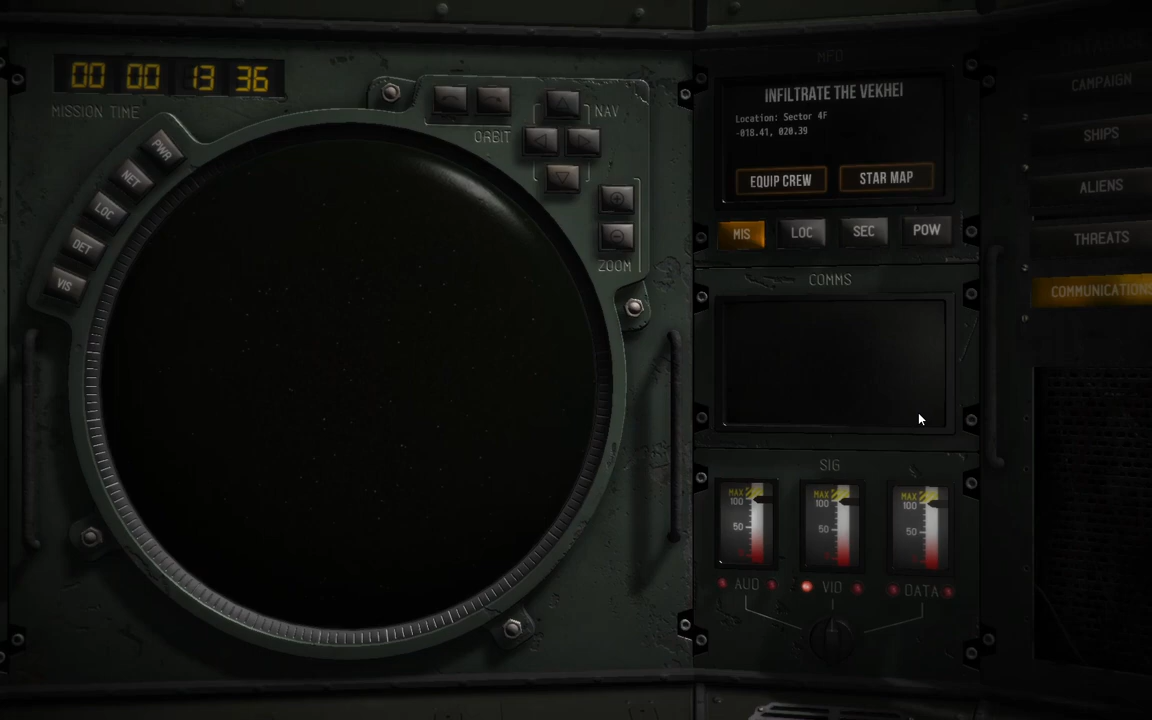 00 00 13 36
MISSION TIME
PWR
NET
LOC
DET
VIS
ORBIT
NAV
ZOOM
MFD
INFILTRATE THE VEKHEI
Location: Sector 4F
-018.41, 020.39
EQUIP CREW
STAR MAP
MIS
LOC
SEC
POW
COMMS
SIG
MAX
100
50
MAX
100
50
MAX
100
50
AUD
VID
DATA
CAMPAIGN
SHIPS
ALIENS
THREATS
COMMUNICATIONS